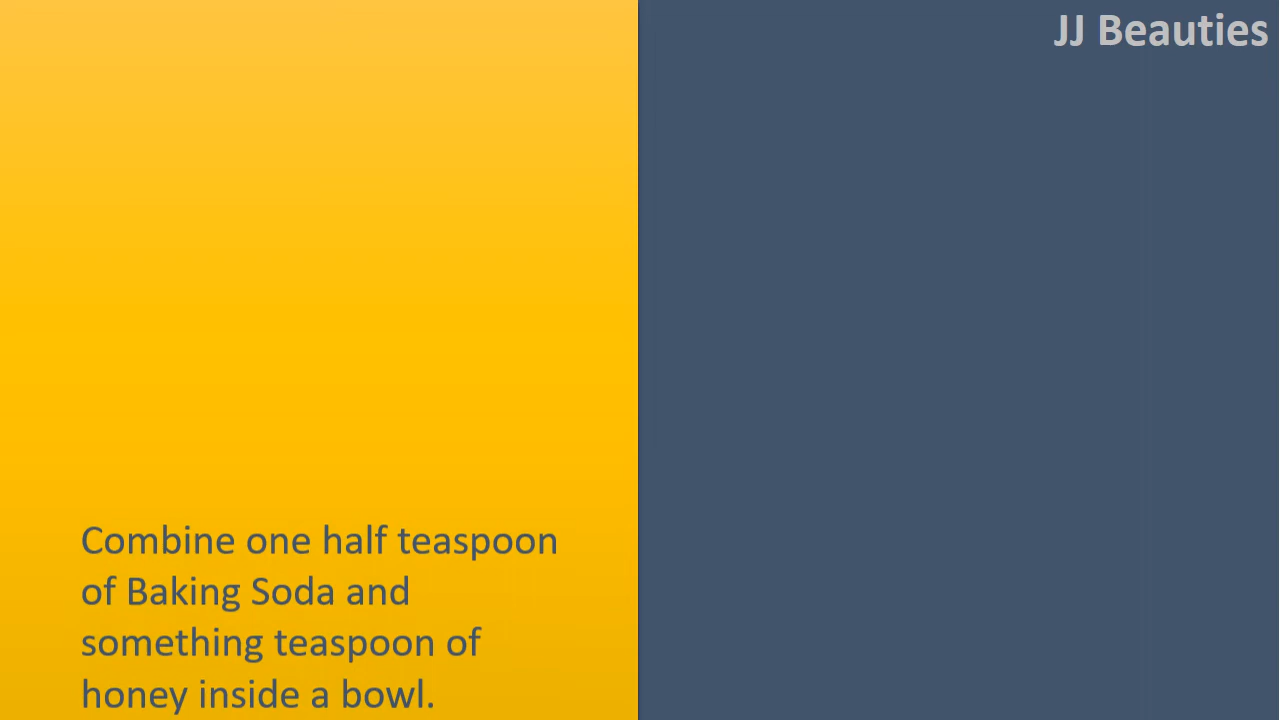 JJ Beauties
Combine one half teaspoon
of Baking Soda and
something teaspoon of
honey inside a bowl.